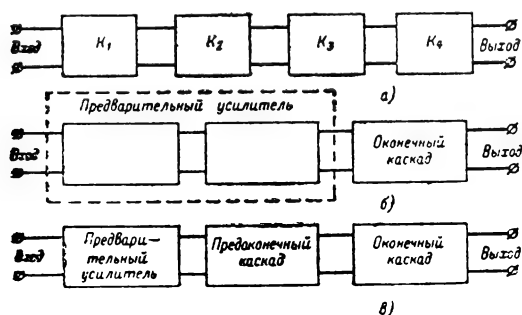 Вход K₁ K₂ K₃ K₄ Выход
а)
Предварительный усилитель
Вход Оконечный каскад Выход
б)
Вход Предвари-
тельный
усилитель Предоконечный
каскад Оконечный
каскад Выход
в)